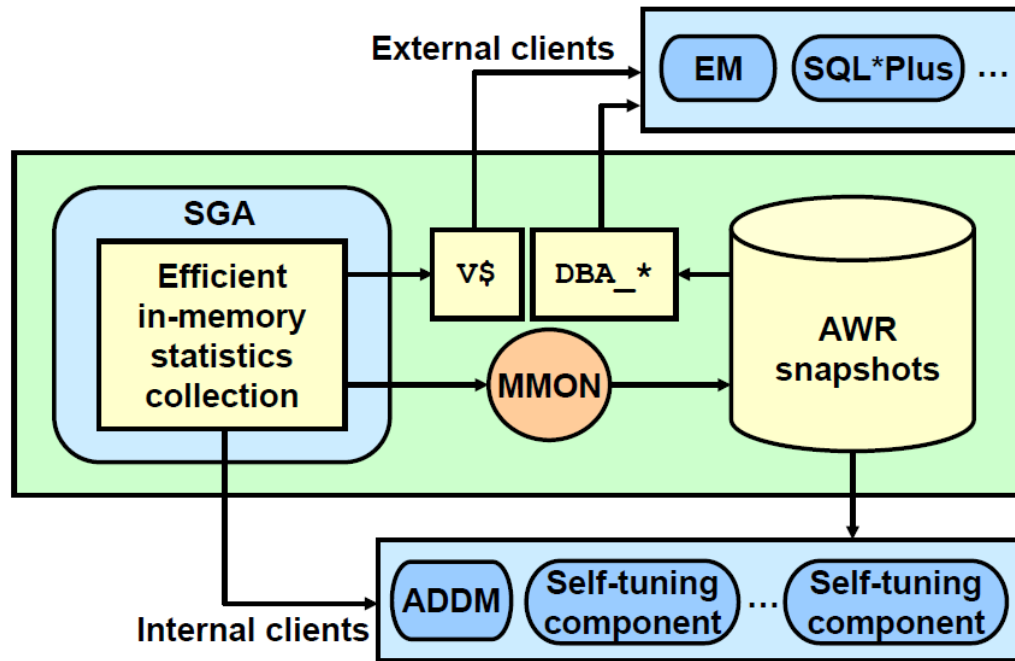 External clients
EM
SQL*Plus
...
SGA
Efficient
in-memory
statistics
collection
V$
DBA_*
MMON
AWR
snapshots
Internal clients
ADDM
Self-tuning
component
...
Self-tuning
component